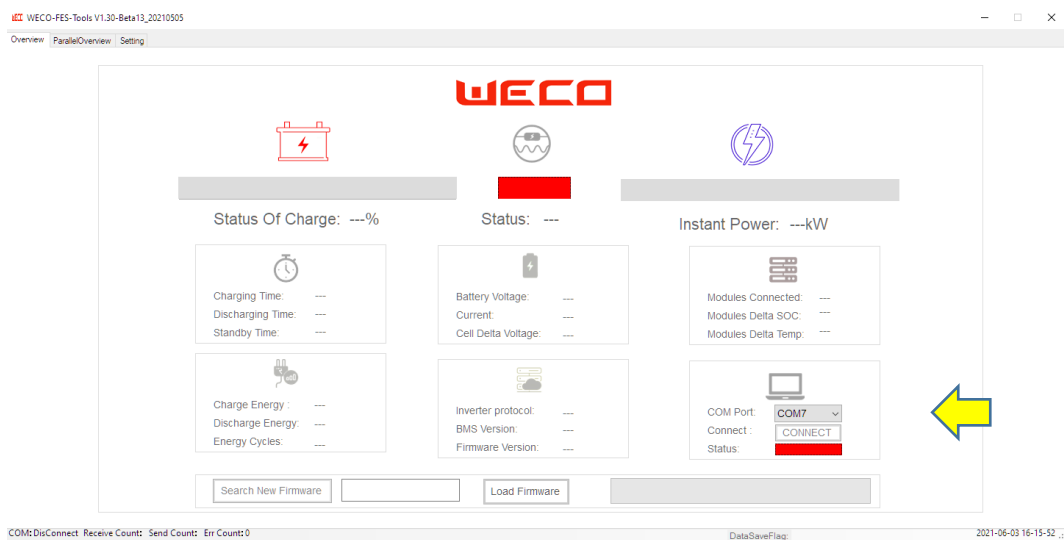 WECO WECO-FES-Tools V1.30-Beta13_20210505
Overview ParallelOverview Setting
WECO
Status Of Charge: ---%
Status: ---
Instant Power: ---kW
Charging Time: ---
Discharging Time: ---
Standby Time: ---
Battery Voltage: ---
Current: ---
Cell Delta Voltage: ---
Modules Connected: ---
Modules Delta SOC: ---
Modules Delta Temp: ---
Charge Energy : ---
Discharge Energy: ---
Energy Cycles: ---
Inverter protocol: ---
BMS Version: ---
Firmware Version: ---
COM Port: COM7
Connect : CONNECT
Status:
Search New Firmware
Load Firmware
COM: DisConnect Receive Count: Send Count: Err Count: 0
DataSaveFlag:
2021-06-03 16-15-52